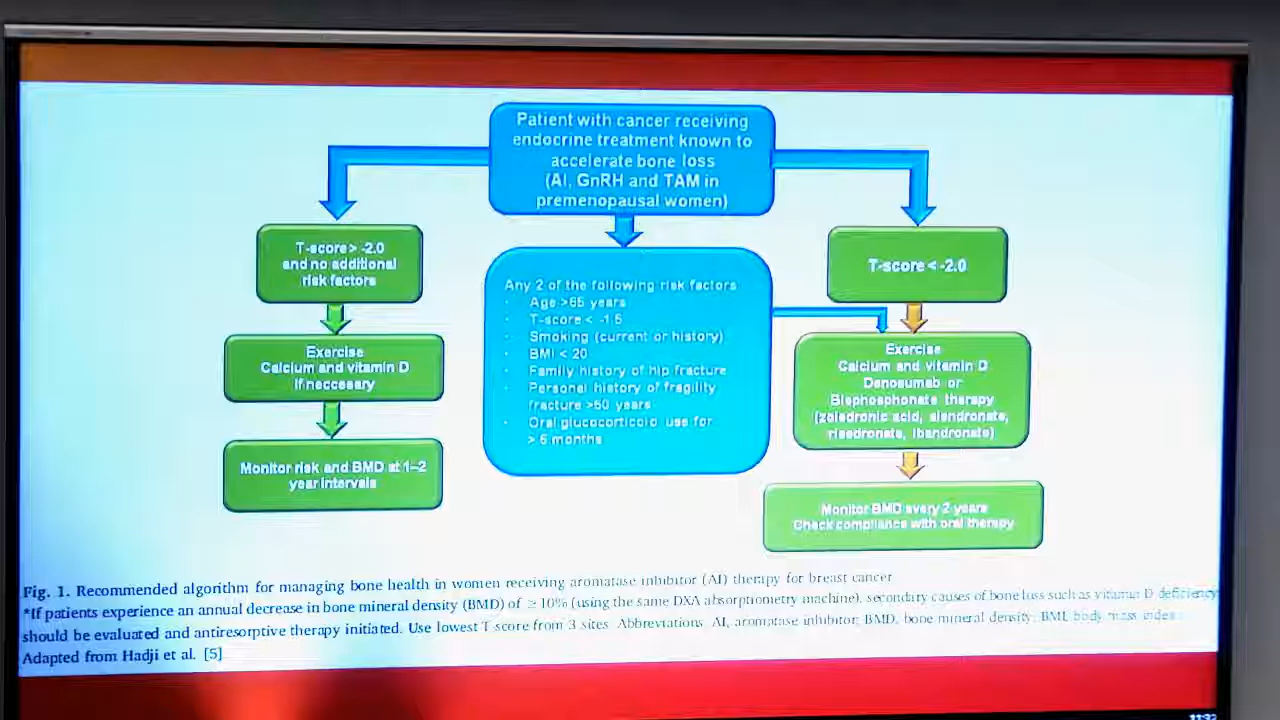 Patient with cancer receiving
endocrine treatment known to
accelerate bone loss
(AI, GnRH and TAM in
premenopausal women)
T-score > -2.0
and no additional
risk factors
Exercise
Calcium and vitamin D
If neccesary
Monitor risk and BMD at 1–2
year intervals
Any 2 of the following risk factors
• Age >65 years
• T-score < -1.5
• Smoking (current or history)
• BMI < 20
• Family history of hip fracture
• Personal history of fragility
fracture >50 years
• Oral glucocorticoid use for
> 6 months
T-score < -2.0
Exercise
Calcium and vitamin D
Denosumab or
Bisphosphonate therapy
(zoledronic acid, alendronate,
risedronate, ibandronate)
Monitor BMD every 2 years
Check compliance with oral therapy
Fig. 1. Recommended algorithm for managing bone health in women receiving aromatase inhibitor (AI) therapy for breast cancer
*If patients experience an annual decrease in bone mineral density (BMD) of ≥ 10% (using the same DXA absorptiometry machine), secondary causes of bone loss such as vitamin D deficiency
should be evaluated and antiresorptive therapy initiated. Use lowest T score from 3 sites. Abbreviations. AI, aromatase inhibitor; BMD, bone mineral density; BMI, body mass index.
Adapted from Hadji et al. [5]